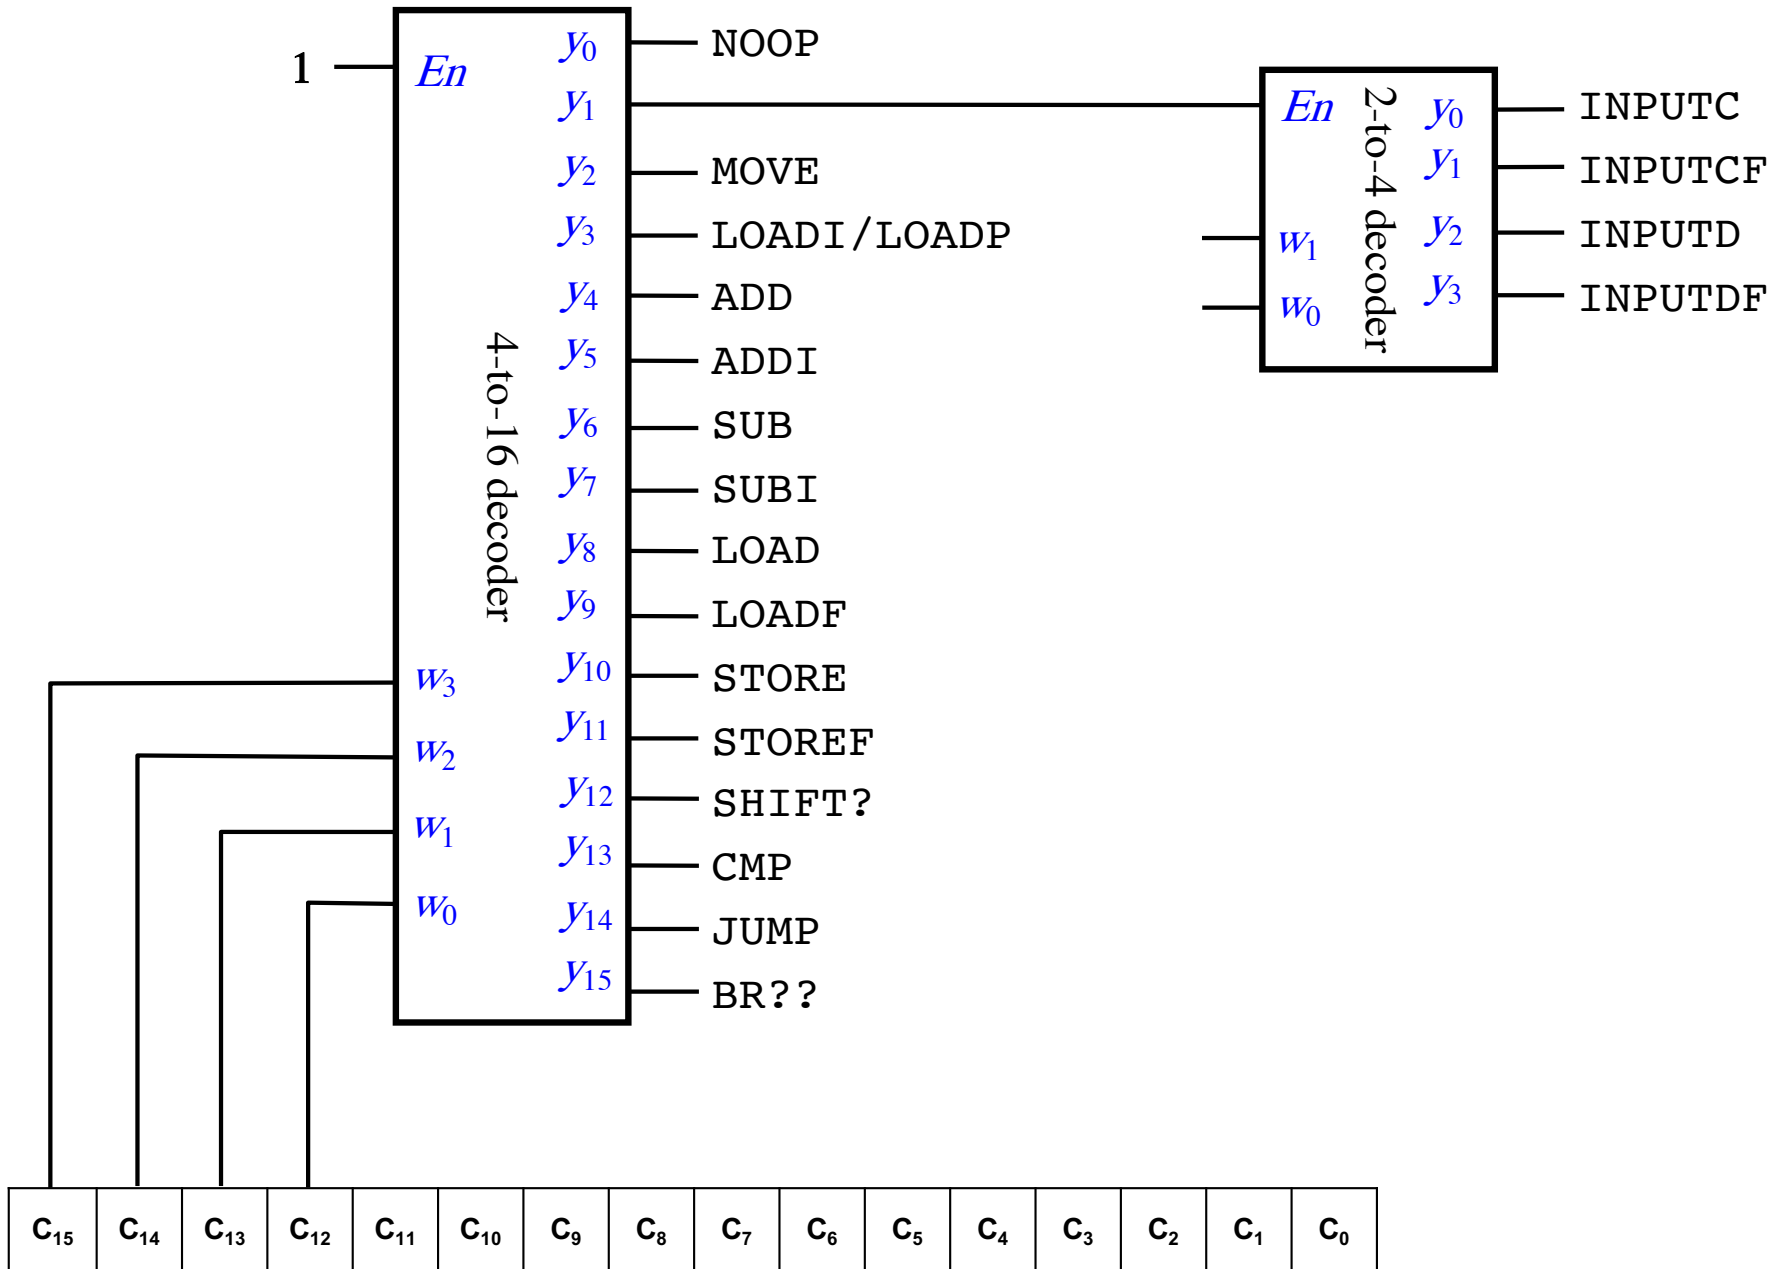 1
En
4-to-16 decoder
w3
w2
w1
w0
y0 NOOP
y1
y2 MOVE
y3 LOADI/LOADP
y4 ADD
y5 ADDI
y6 SUB
y7 SUBI
y8 LOAD
y9 LOADF
y10 STORE
y11 STOREF
y12 SHIFT?
y13 CMP
y14 JUMP
y15 BR??
En
w1
w0
2-to-4 decoder
y0 INPUTC
y1 INPUTCF
y2 INPUTD
y3 INPUTDF
C15 C14 C13 C12 C11 C10 C9 C8 C7 C6 C5 C4 C3 C2 C1 C0